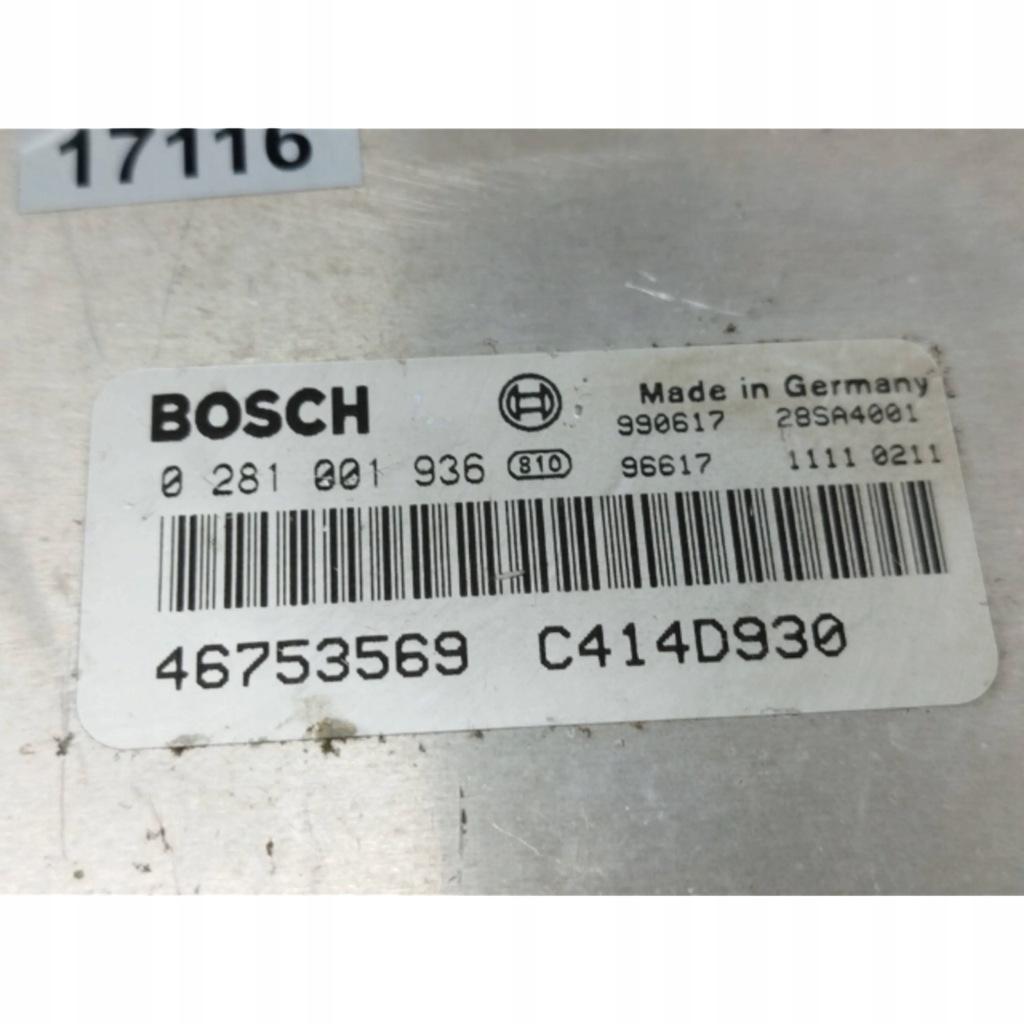 17116
BOSCH
Made in Germany
990617 28SA4001
0 281 001 936 810 96617 1111 0211
46753569 C414D930